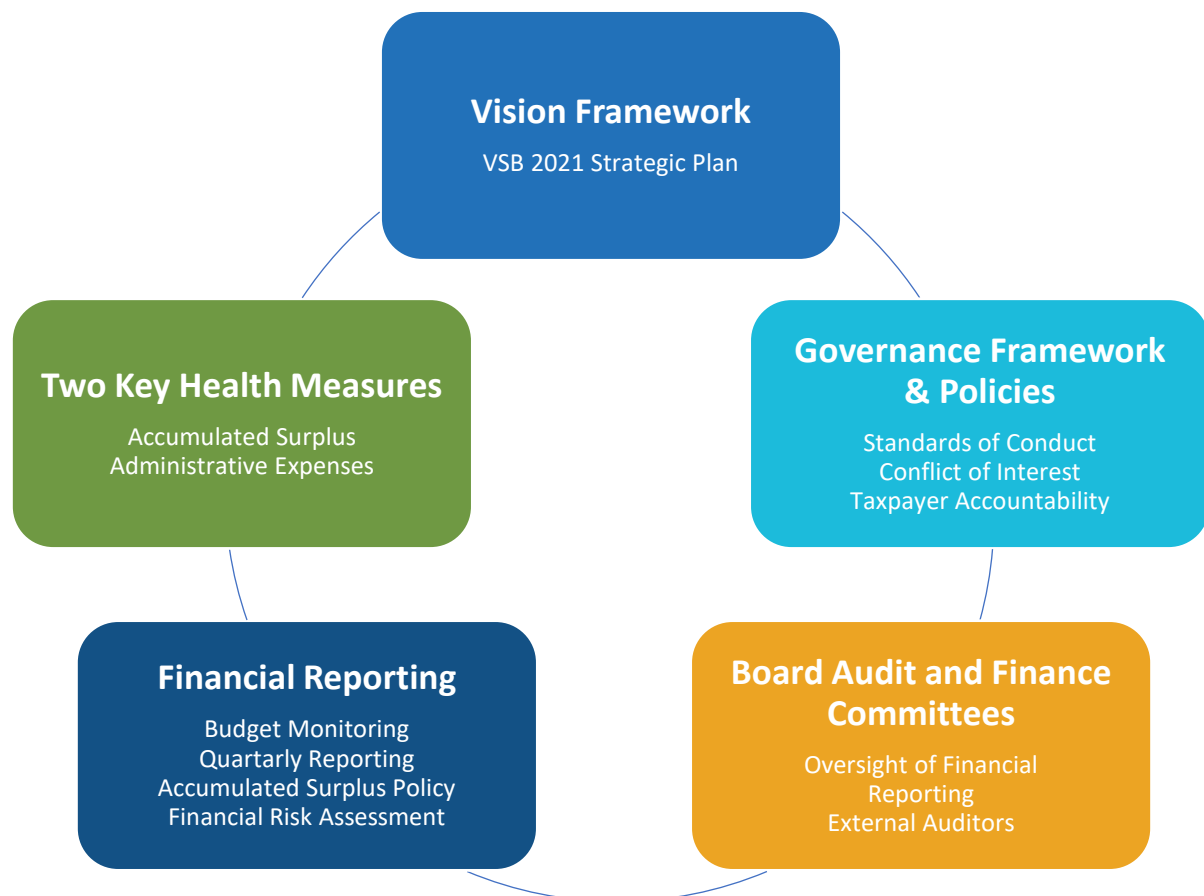 Vision Framework
VSB 2021 Strategic Plan
Two Key Health Measures
Accumulated Surplus
Administrative Expenses
Governance Framework
& Policies
Standards of Conduct
Conflict of Interest
Taxpayer Accountability
Financial Reporting
Budget Monitoring
Quartarly Reporting
Accumulated Surplus Policy
Financial Risk Assessment
Board Audit and Finance
Committees
Oversight of Financial
Reporting
External Auditors